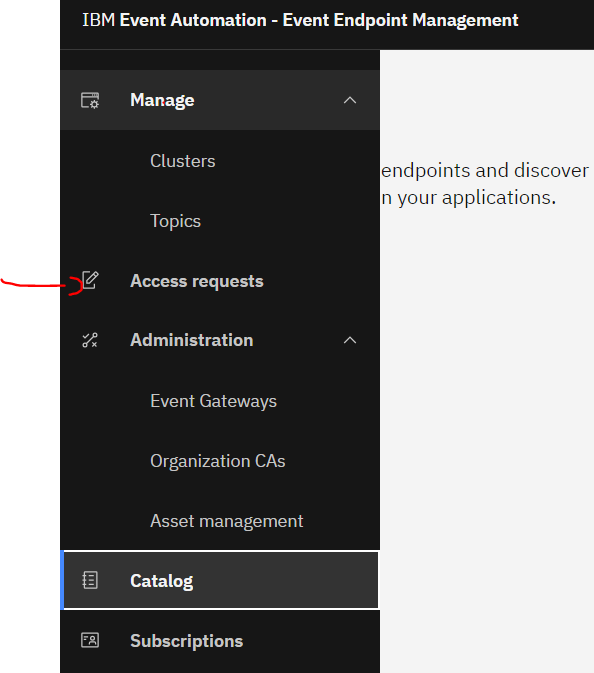 IBM Event Automation - Event Endpoint Management
Manage
Clusters
endpoints and discover
n your applications.
Topics
Access requests
Administration
Event Gateways
Organization CAs
Asset management
Catalog
Subscriptions